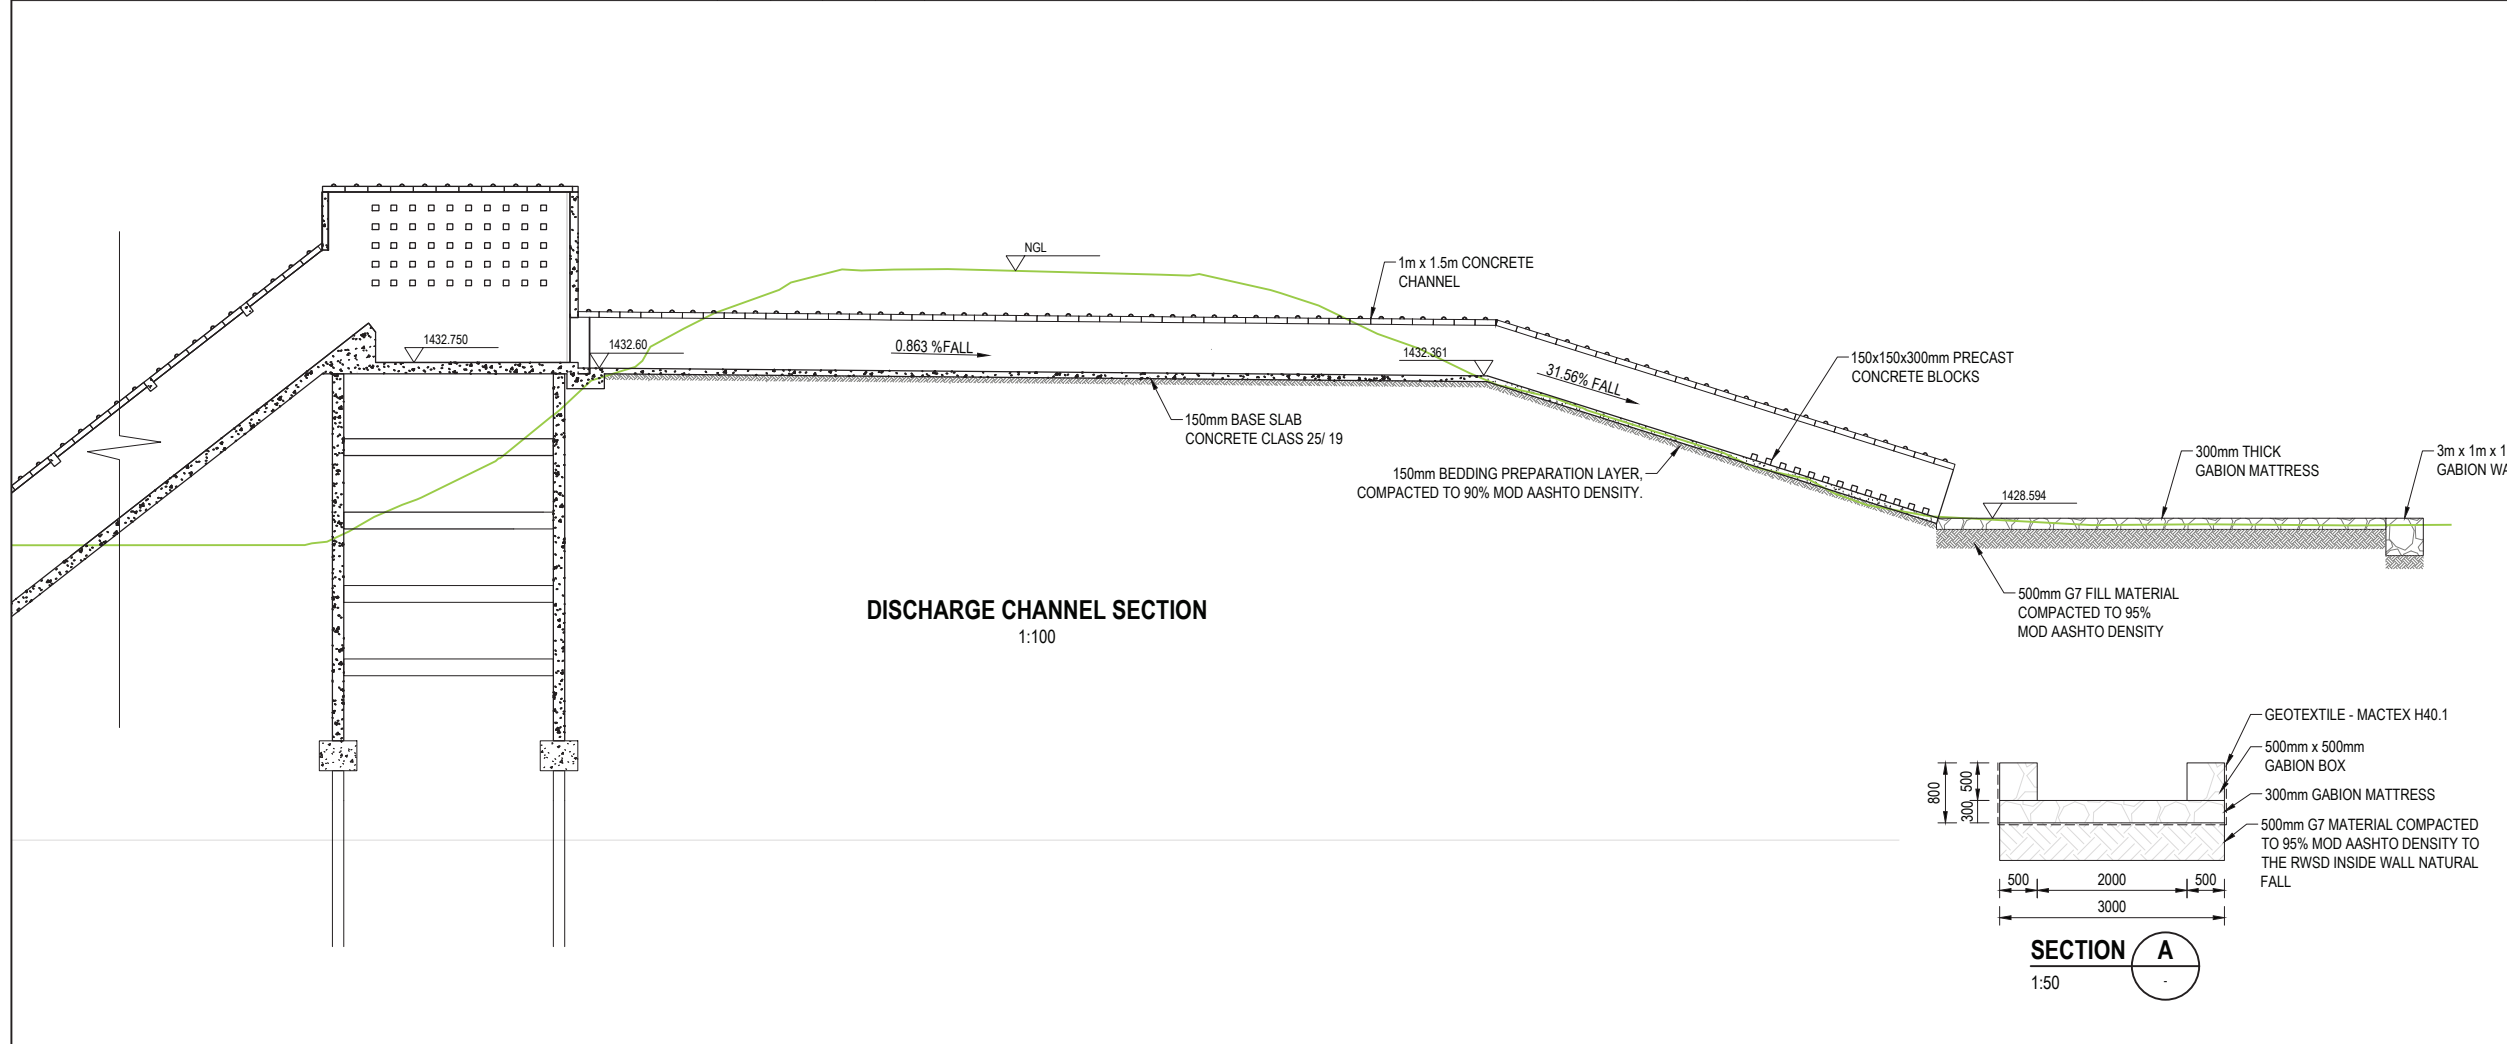 NGL
1m x 1.5m CONCRETE
CHANNEL
1432.750
1432.60
0.863 %FALL
1432.361
31.56% FALL
150x150x300mm PRECAST
CONCRETE BLOCKS
150mm BASE SLAB
CONCRETE CLASS 25/ 19
150mm BEDDING PREPARATION LAYER,
COMPACTED TO 90% MOD AASHTO DENSITY.
300mm THICK
GABION MATTRESS
3m x 1m x 1
GABION WA
1428.594
500mm G7 FILL MATERIAL
COMPACTED TO 95%
MOD AASHTO DENSITY
DISCHARGE CHANNEL SECTION
1:100
GEOTEXTILE - MACTEX H40.1
500mm x 500mm
GABION BOX
300mm GABION MATTRESS
500mm G7 MATERIAL COMPACTED
TO 95% MOD AASHTO DENSITY TO
THE RWSD INSIDE WALL NATURAL
FALL
800
500
300
500
2000
500
3000
SECTION
A
-
1:50